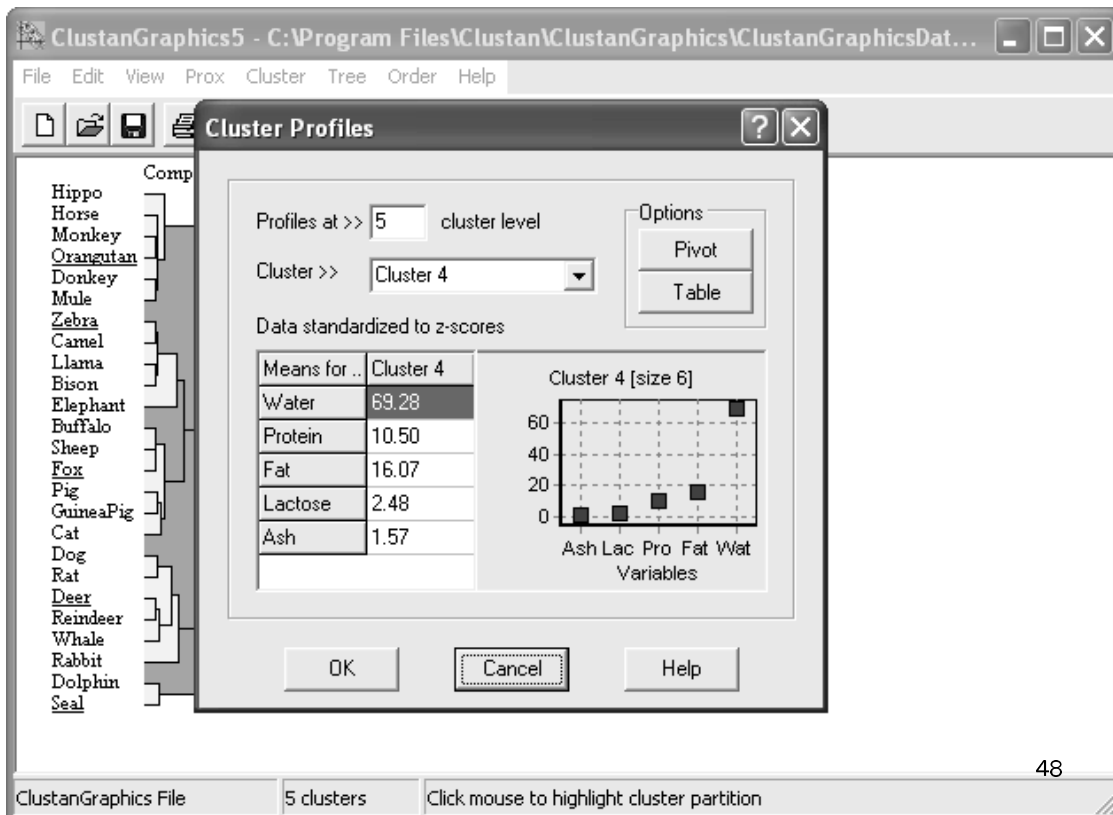 ClustanGraphics5 - C:\Program Files\Clustan\ClustanGraphics\ClustanGraphicsDat...
File Edit View Prox Cluster Tree Order Help
Cluster Profiles
Comp
Hippo
Horse
Monkey
Orangutan
Donkey
Mule
Zebra
Camel
Llama
Bison
Elephant
Buffalo
Sheep
Fox
Pig
GuineaPig
Cat
Dog
Rat
Deer
Reindeer
Whale
Rabbit
Dolphin
Seal
Profiles at >> 5 cluster level
Cluster >> Cluster 4
Options
Pivot
Table
Data standardized to z-scores
Means for .. Cluster 4
Water 69.28
Protein 10.50
Fat 16.07
Lactose 2.48
Ash 1.57
Cluster 4 [size 6]
60
40
20
0
Ash Lac Pro Fat Wat
Variables
OK Cancel Help
48
ClustanGraphics File 5 clusters Click mouse to highlight cluster partition